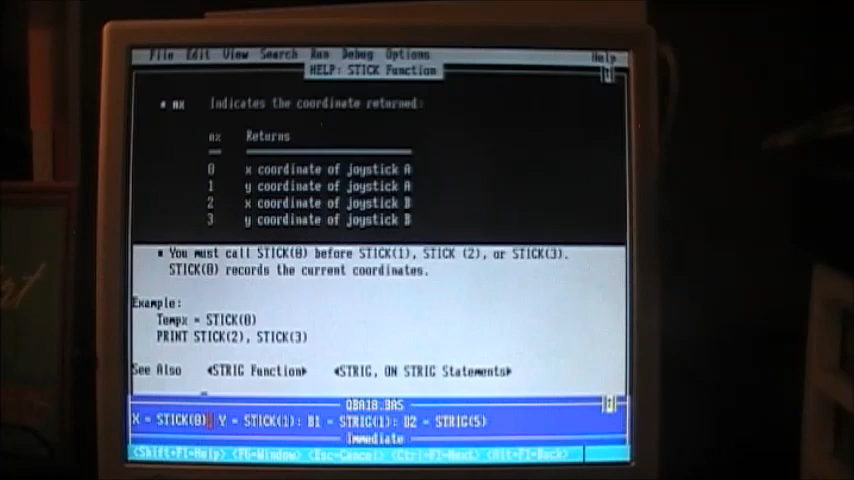 File Edit View Search Run Debug Options Help
HELP: STICK Function
• nx Indicates the coordinate returned:
nx Returns
0 x coordinate of joystick A
1 y coordinate of joystick A
2 x coordinate of joystick B
3 y coordinate of joystick B
▪ You must call STICK(0) before STICK(1), STICK (2), or STICK(3).
STICK(0) records the current coordinates.
Example:
Tempx = STICK(0)
PRINT STICK(2), STICK(3)
See Also ◄STRIG Function► ◄STRIG, ON STRIG Statements►
QBA18.BAS
X = STICK(0) Y = STICK(1): B1 = STRIG(1): B2 = STRIG(5)
Immediate
<Shift+F1=Help> <F6=Window> <Esc=Cancel> <Ctrl+F1=Next> <Alt+F1=Back>